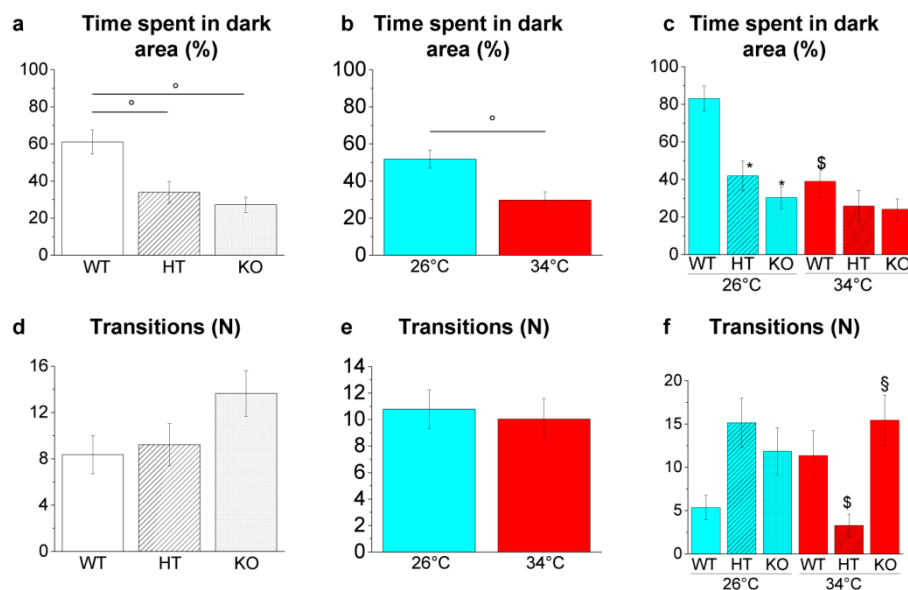 a Time spent in dark area (%)
100
80
60
40
20
0
WT HT KO
°
°
b Time spent in dark area (%)
100
80
60
40
20
0
26°C 34°C
°
c Time spent in dark area (%)
100
80
60
40
20
0
WT HT KO WT HT KO
26°C 34°C
* * $
d Transitions (N)
16
12
8
4
0
WT HT KO
e Transitions (N)
14
12
10
8
6
4
2
0
26°C 34°C
f Transitions (N)
20
15
10
5
0
WT HT KO WT HT KO
26°C 34°C
$ §